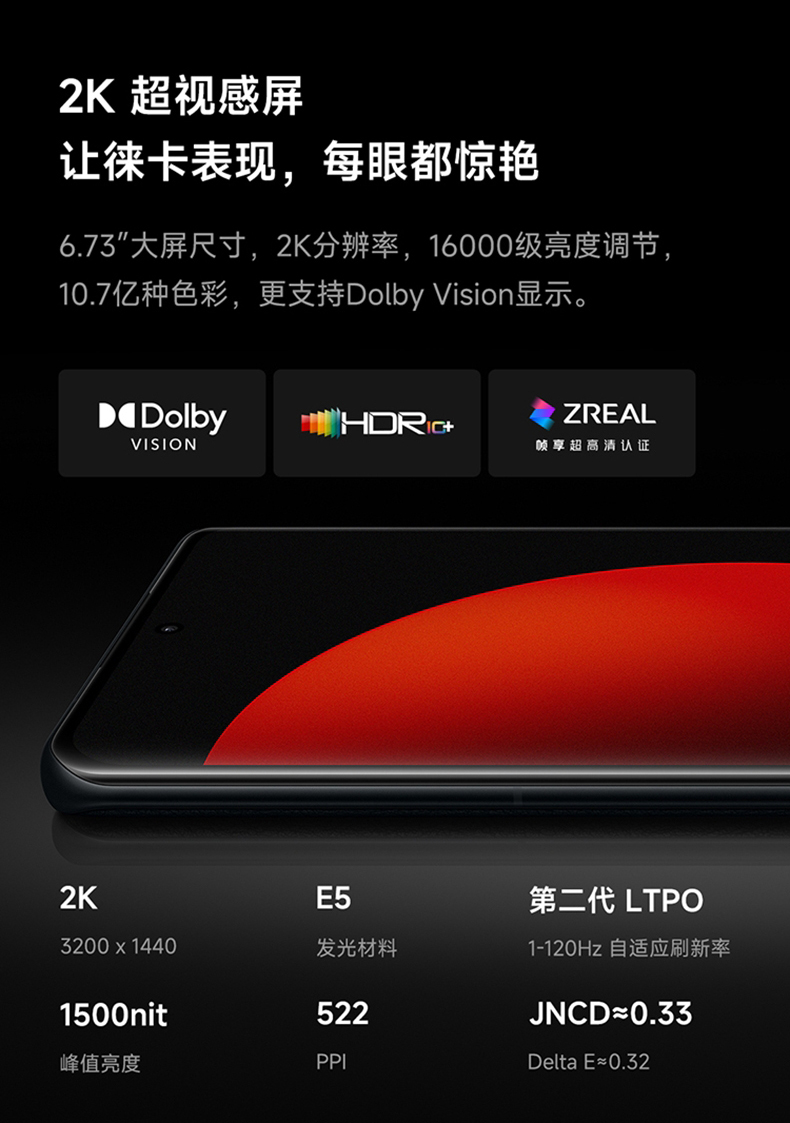 2K 超视感屏
让徕卡表现，每眼都惊艳
6.73″大屏尺寸，2K分辨率，16000级亮度调节，
10.7亿种色彩，更支持Dolby Vision显示。
Dolby
VISION
HDR10+
ZREAL
帧享超高清认证
2K
E5
第二代 LTPO
3200 x 1440
发光材料
1-120Hz 自适应刷新率
1500nit
522
JNCD≈0.33
峰值亮度
PPI
Delta E≈0.32